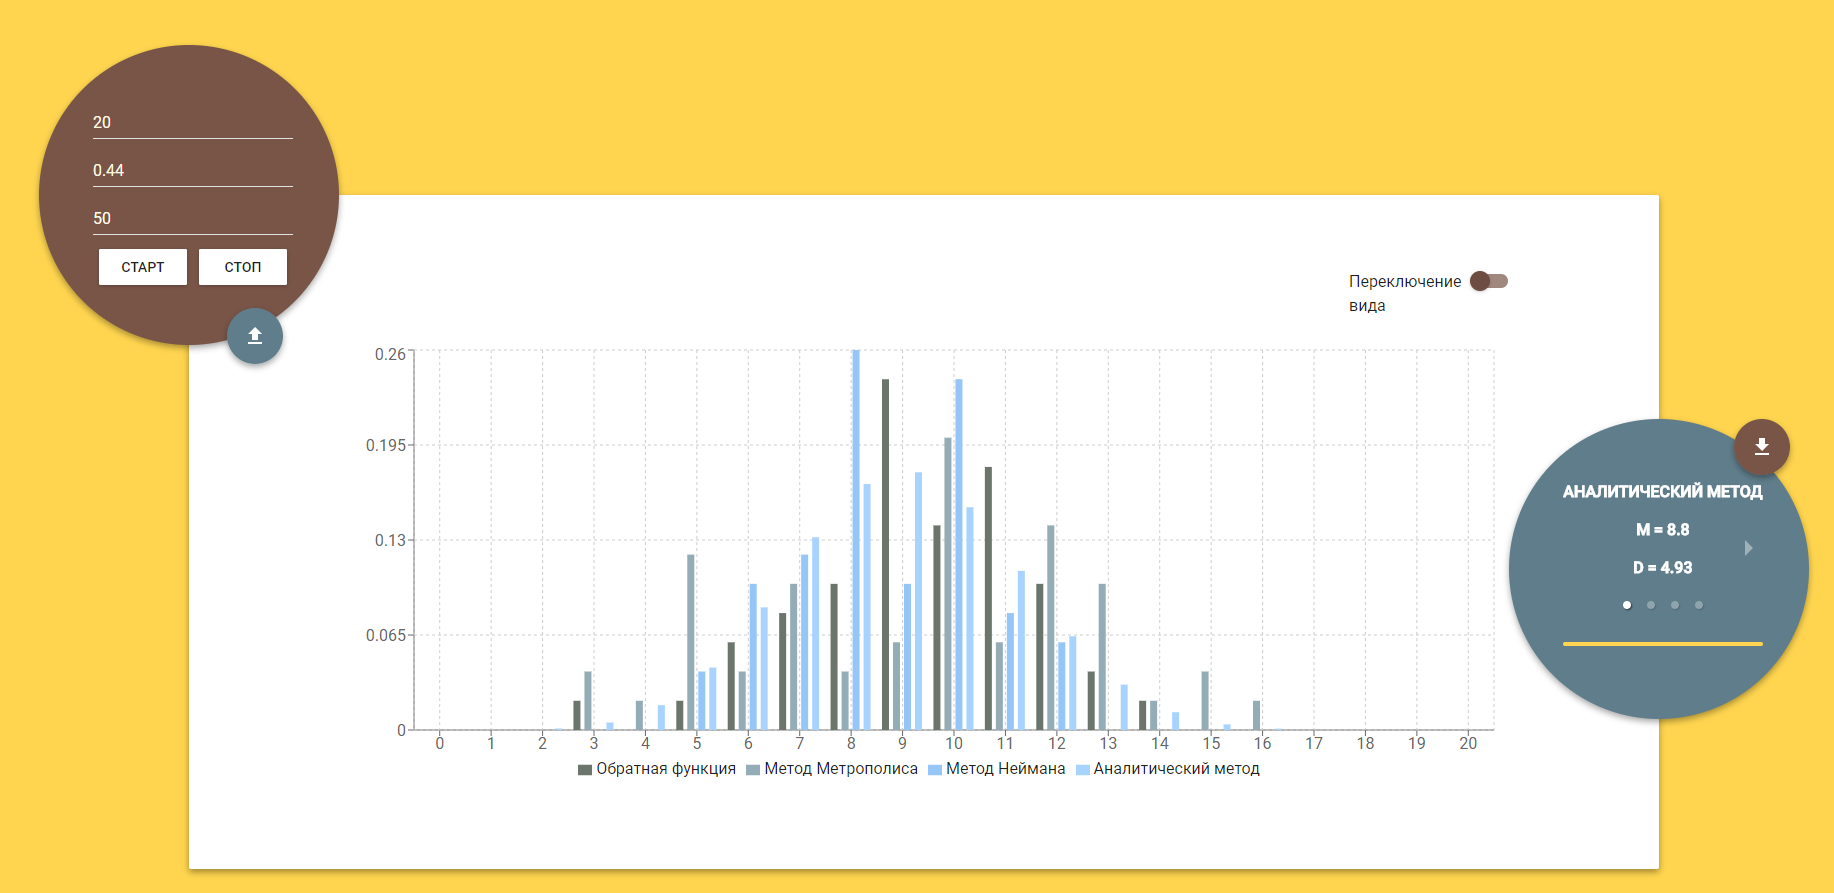 20
0.44
50
СТАРТ СТОП
Переключение
вида
0.26
0.195
0.13
0.065
0
0 1 2 3 4 5 6 7 8 9 10 11 12 13 14 15 16 17 18 19 20
Обратная функция Метод Метрополиса Метод Неймана Аналитический метод
АНАЛИТИЧЕСКИЙ МЕТОД
M = 8.8
D = 4.93